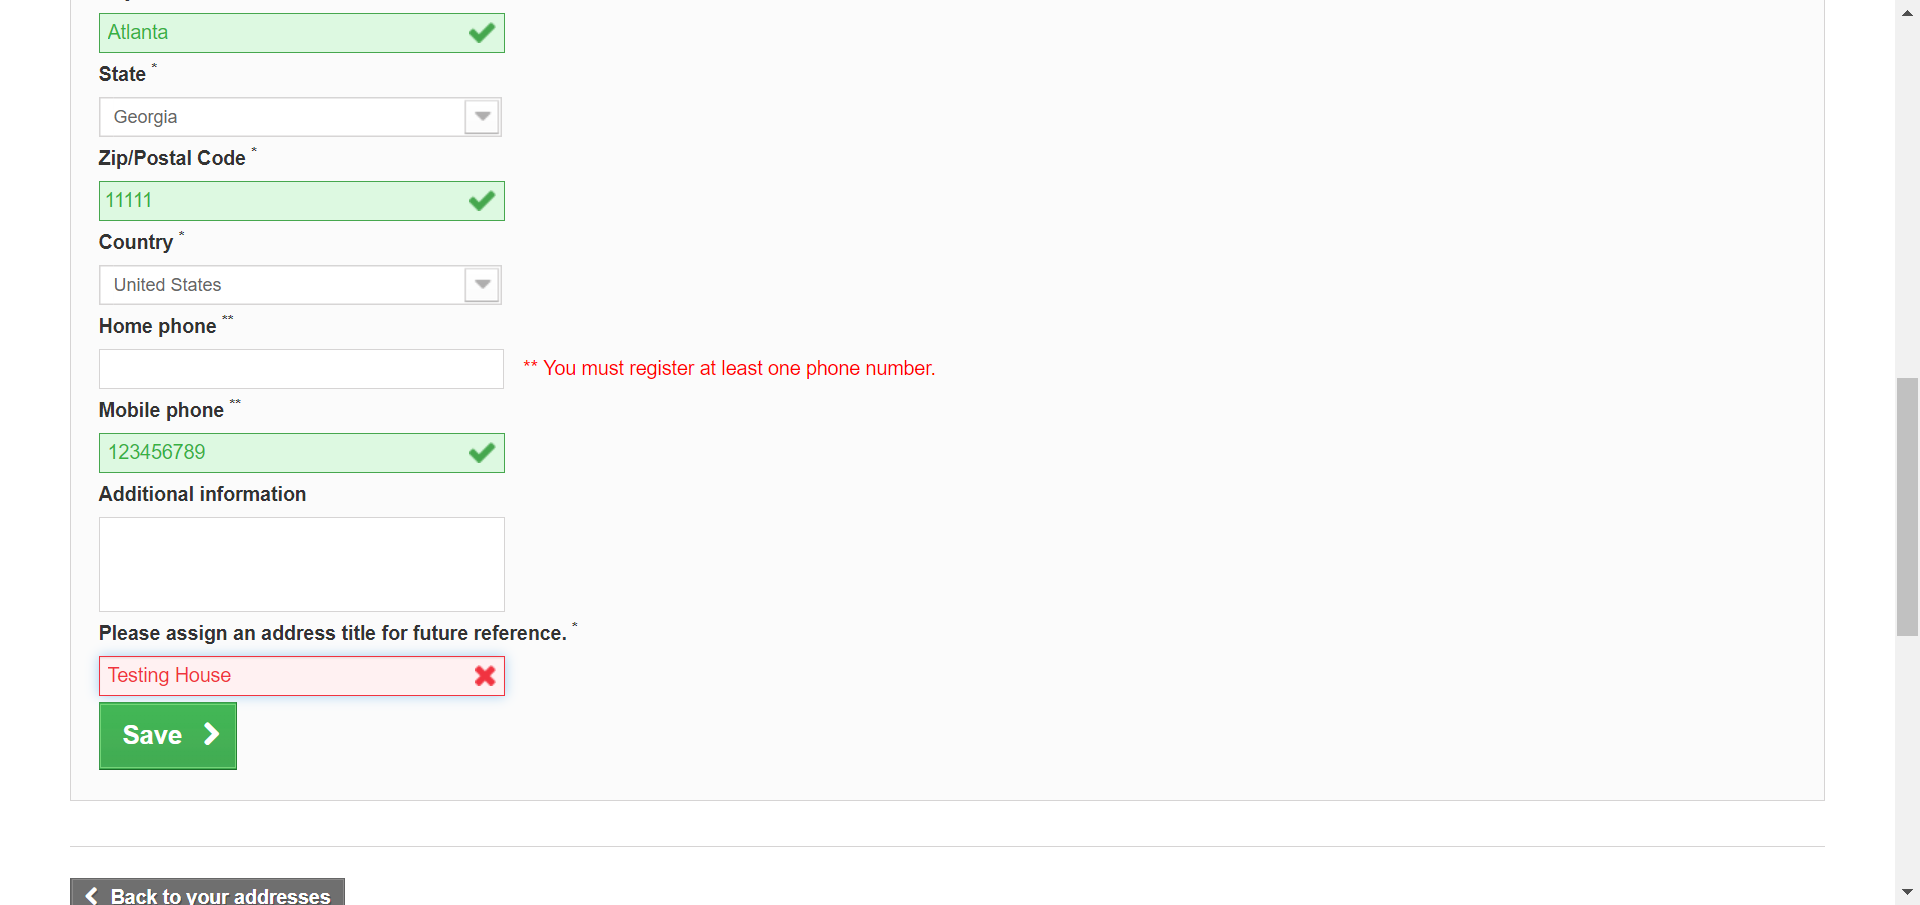 Atlanta
State *
Georgia
Zip/Postal Code *
11111
Country *
United States
Home phone **
** You must register at least one phone number.
Mobile phone **
123456789
Additional information
Please assign an address title for future reference. *
Testing House
Save
Back to your addresses